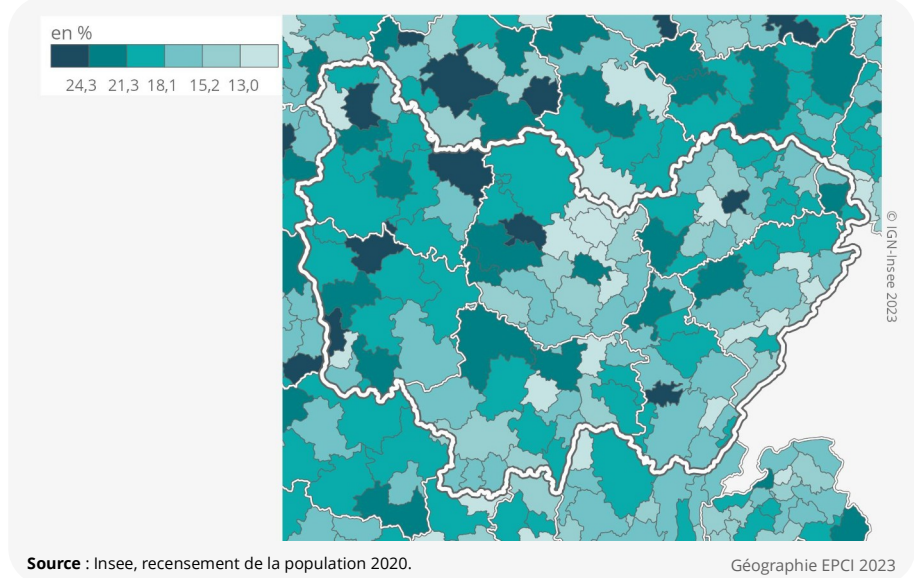 en %
24,3 21,3 18,1 15,2 13,0
© IGN-Insee 2023
Source : Insee, recensement de la population 2020.
Géographie EPCI 2023